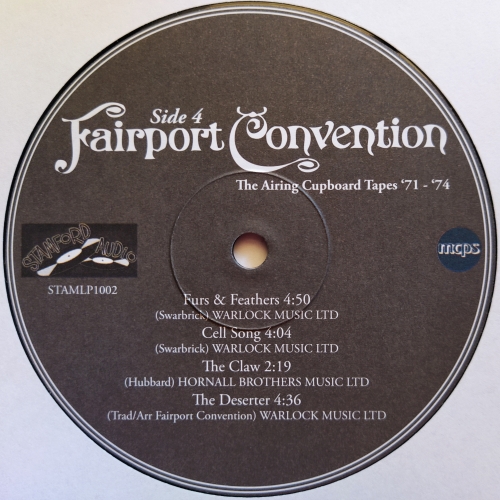 Side 4
Fairport Convention
The Airing Cupboard Tapes '71 - '74
STAMFORD AUDIO
mcps
STAMLP1002
Furs & Feathers 4:50
(Swarbrick) WARLOCK MUSIC LTD
Cell Song 4:04
(Swarbrick) WARLOCK MUSIC LTD
The Claw 2:19
(Hubbard) HORNALL BROTHERS MUSIC LTD
The Deserter 4:36
(Trad/Arr Fairport Convention) WARLOCK MUSIC LTD